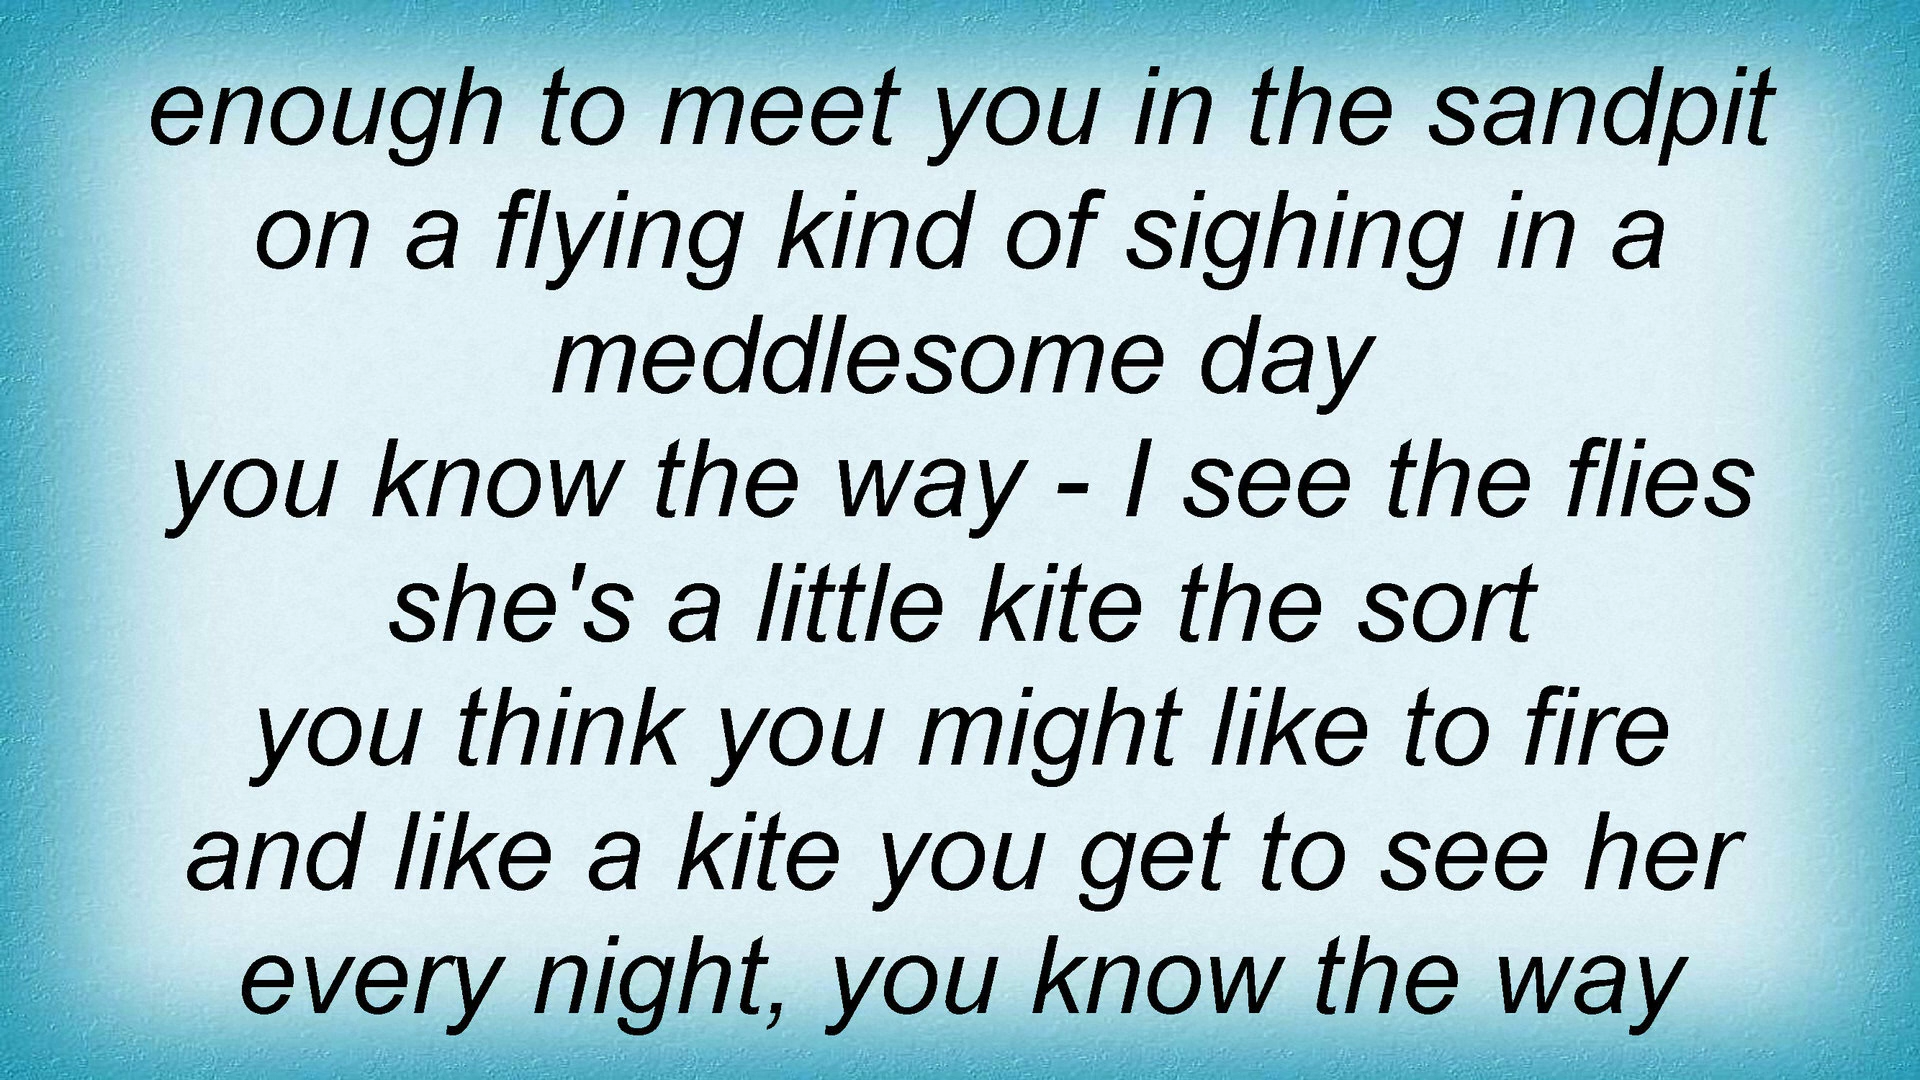 enough to meet you in the sandpit
on a flying kind of sighing in a
meddlesome day
you know the way - I see the flies
she's a little kite the sort
you think you might like to fire
and like a kite you get to see her
every night, you know the way